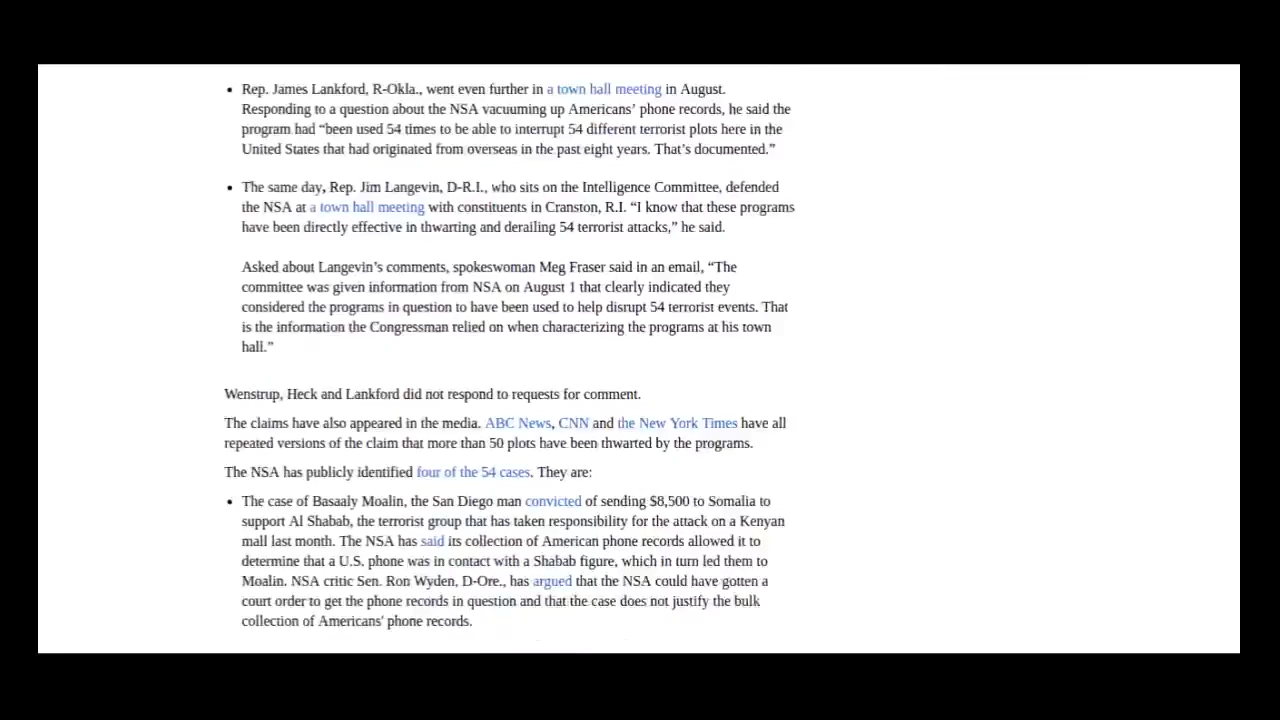 • Rep. James Lankford, R-Okla., went even further in a town hall meeting in August.
Responding to a question about the NSA vacuuming up Americans’ phone records, he said the
program had “been used 54 times to be able to interrupt 54 different terrorist plots here in the
United States that had originated from overseas in the past eight years. That’s documented.”
• The same day, Rep. Jim Langevin, D-R.I., who sits on the Intelligence Committee, defended
the NSA at a town hall meeting with constituents in Cranston, R.I. “I know that these programs
have been directly effective in thwarting and derailing 54 terrorist attacks,” he said.
Asked about Langevin’s comments, spokeswoman Meg Fraser said in an email, “The
committee was given information from NSA on August 1 that clearly indicated they
considered the programs in question to have been used to help disrupt 54 terrorist events. That
is the information the Congressman relied on when characterizing the programs at his town
hall.”
Wenstrup, Heck and Lankford did not respond to requests for comment.
The claims have also appeared in the media. ABC News, CNN and the New York Times have all
repeated versions of the claim that more than 50 plots have been thwarted by the programs.
The NSA has publicly identified four of the 54 cases. They are:
• The case of Basaaly Moalin, the San Diego man convicted of sending $8,500 to Somalia to
support Al Shabab, the terrorist group that has taken responsibility for the attack on a Kenyan
mall last month. The NSA has said its collection of American phone records allowed it to
determine that a U.S. phone was in contact with a Shabab figure, which in turn led them to
Moalin. NSA critic Sen. Ron Wyden, D-Ore., has argued that the NSA could have gotten a
court order to get the phone records in question and that the case does not justify the bulk
collection of Americans' phone records.